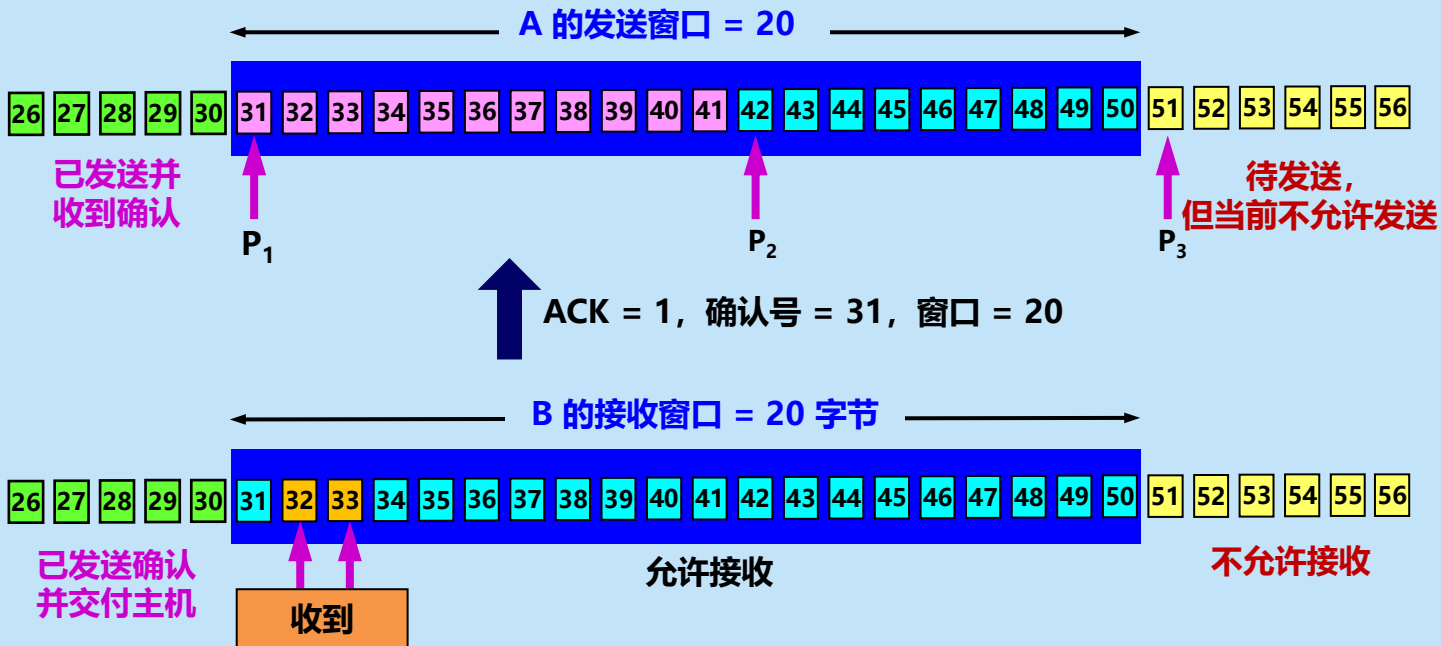 A 的发送窗口 = 20
26 27 28 29 30 31 32 33 34 35 36 37 38 39 40 41 42 43 44 45 46 47 48 49 50 51 52 53 54 55 56
已发送并
收到确认
待发送，
但当前不允许发送
P1 P2 P3
ACK = 1，确认号 = 31，窗口 = 20
B 的接收窗口 = 20 字节
26 27 28 29 30 31 32 33 34 35 36 37 38 39 40 41 42 43 44 45 46 47 48 49 50 51 52 53 54 55 56
已发送确认
并交付主机
允许接收
不允许接收
收到